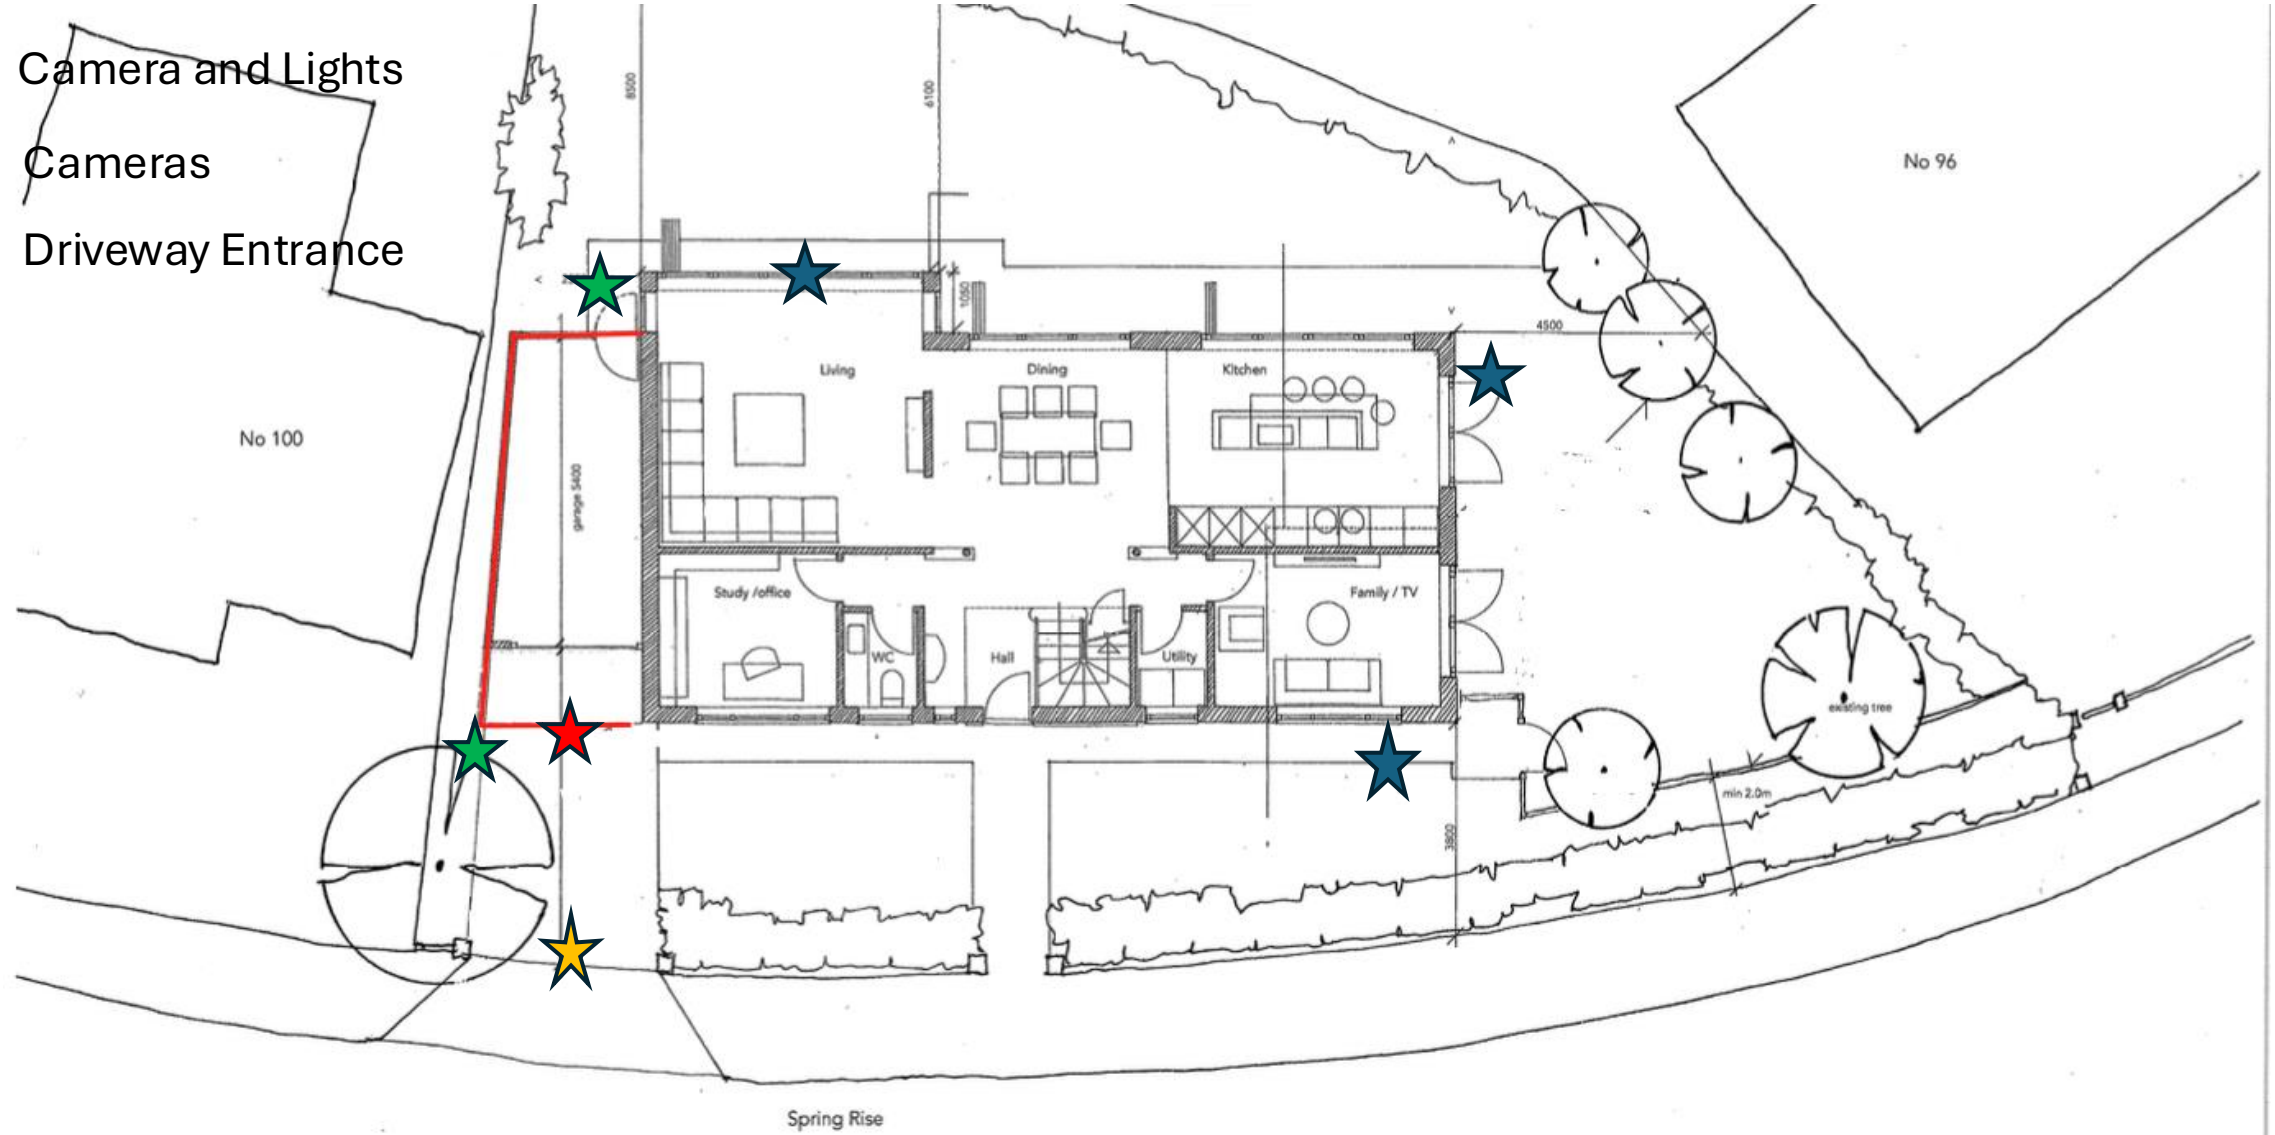 Camera and Lights
Cameras
Driveway Entrance
8500
6100
No 96
1050
4500
Living
Dining
Kitchen
No 100
garage 5400
Study /office
Family / TV
WC
Hall
Utility
existing tree
min 2.0m
3800
Spring Rise